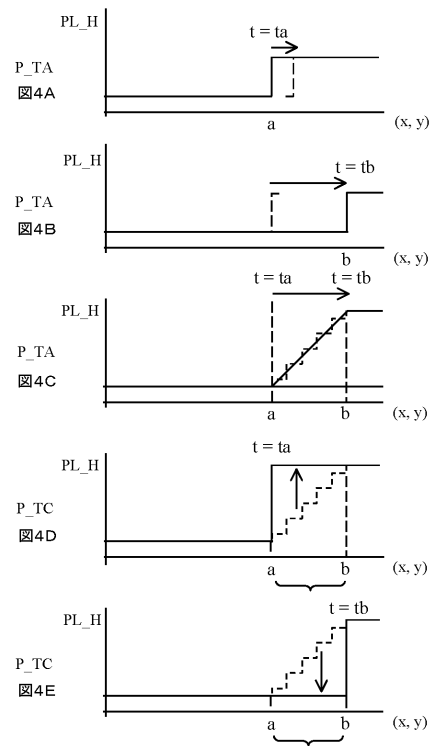 PL_H
t = ta
P_TA
図4A
a
(x, y)
PL_H
t = tb
P_TA
図4B
b
(x, y)
t = ta
t = tb
PL_H
P_TA
図4C
a
b
(x, y)
t = ta
PL_H
P_TC
図4D
a
b
(x, y)
t = tb
PL_H
P_TC
図4E
a
b
(x, y)